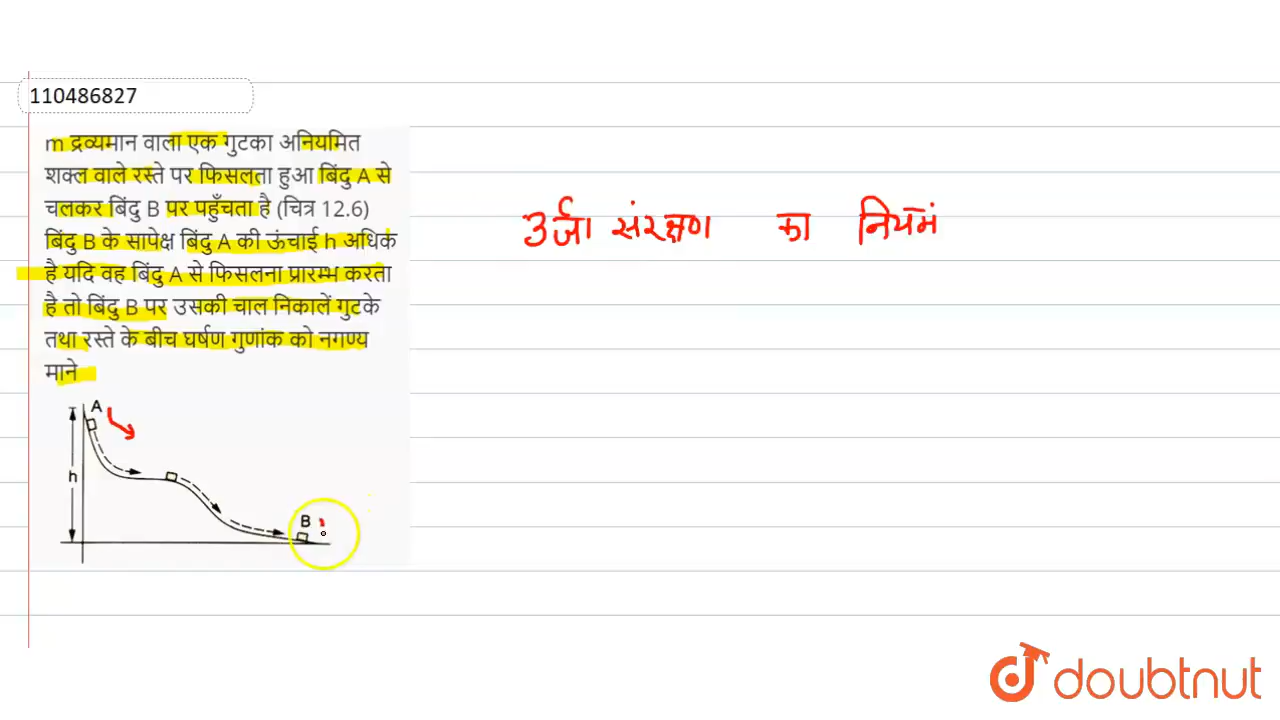 110486827
m द्रव्यमान वाला एक गुटका अनियमित
शक्ल वाले रस्ते पर फिसलता हुआ बिंदु A से
चलकर बिंदु B पर पहुँचता है (चित्र 12.6)
बिंदु B के सापेक्ष बिंदु A की ऊंचाई h अधिक
है यदि वह बिंदु A से फिसलना प्रारम्भ करता
है तो बिंदु B पर उसकी चाल निकालें गुटके
तथा रस्ते के बीच घर्षण गुणांक को नगण्य
माने
उर्जा संरक्षण का नियमं
A
h
B
doubtnut